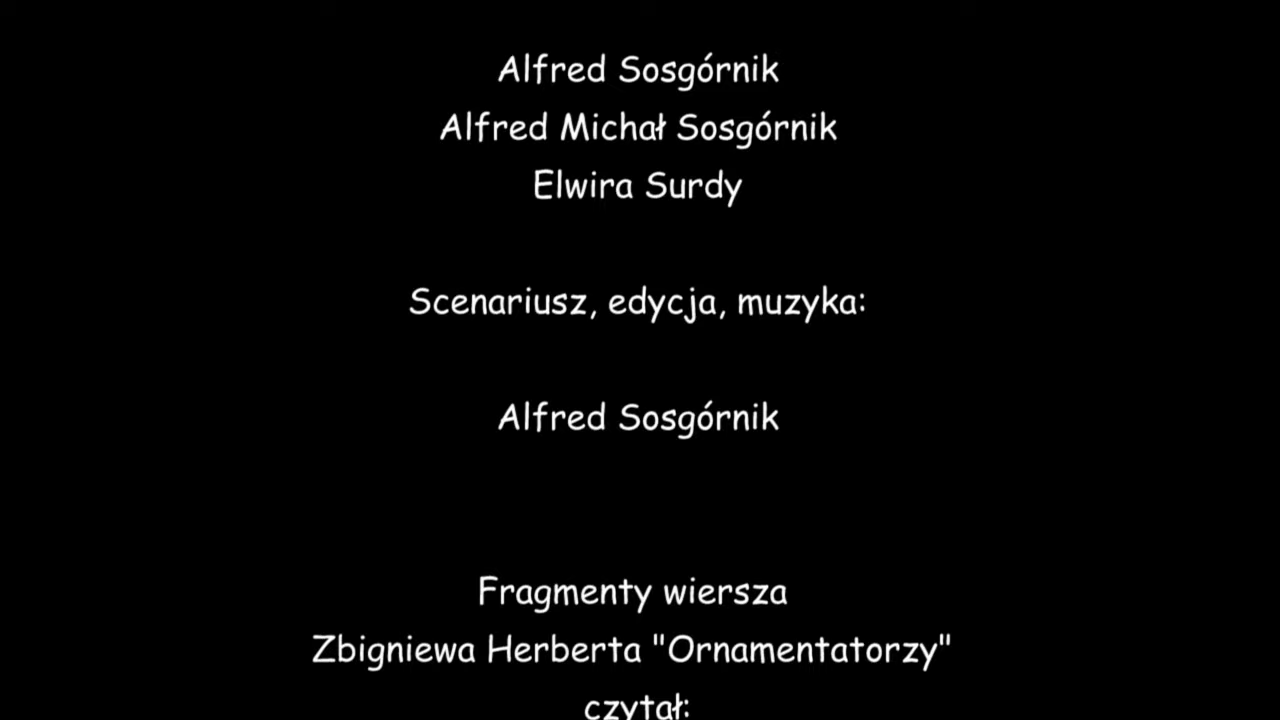 Alfred Sosgórnik
Alfred Michał Sosgórnik
Elwira Surdy
Scenariusz, edycja, muzyka:
Alfred Sosgórnik
Fragmenty wiersza
Zbigniewa Herberta "Ornamentatorzy"
czytał: